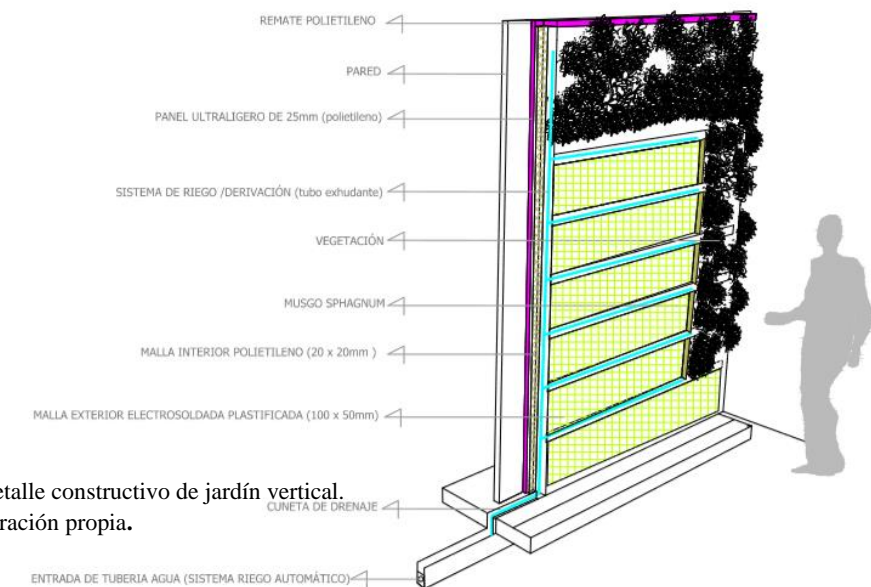 REMATE POLIETILENO
PARED
PANEL ULTRALIGERO DE 25mm (polietileno)
SISTEMA DE RIEGO /DERIVACIÓN (tubo exhudante)
VEGETACIÓN
MUSGO SPHAGNUM
MALLA INTERIOR POLIETILENO (20 x 20mm )
MALLA EXTERIOR ELECTROSOLDADA PLASTIFICADA (100 x 50mm)
etalle constructivo de jardín vertical.
CUNETA DE DRENAJE
ración propia.
ENTRADA DE TUBERIA AGUA (SISTEMA RIEGO AUTOMÁTICO)